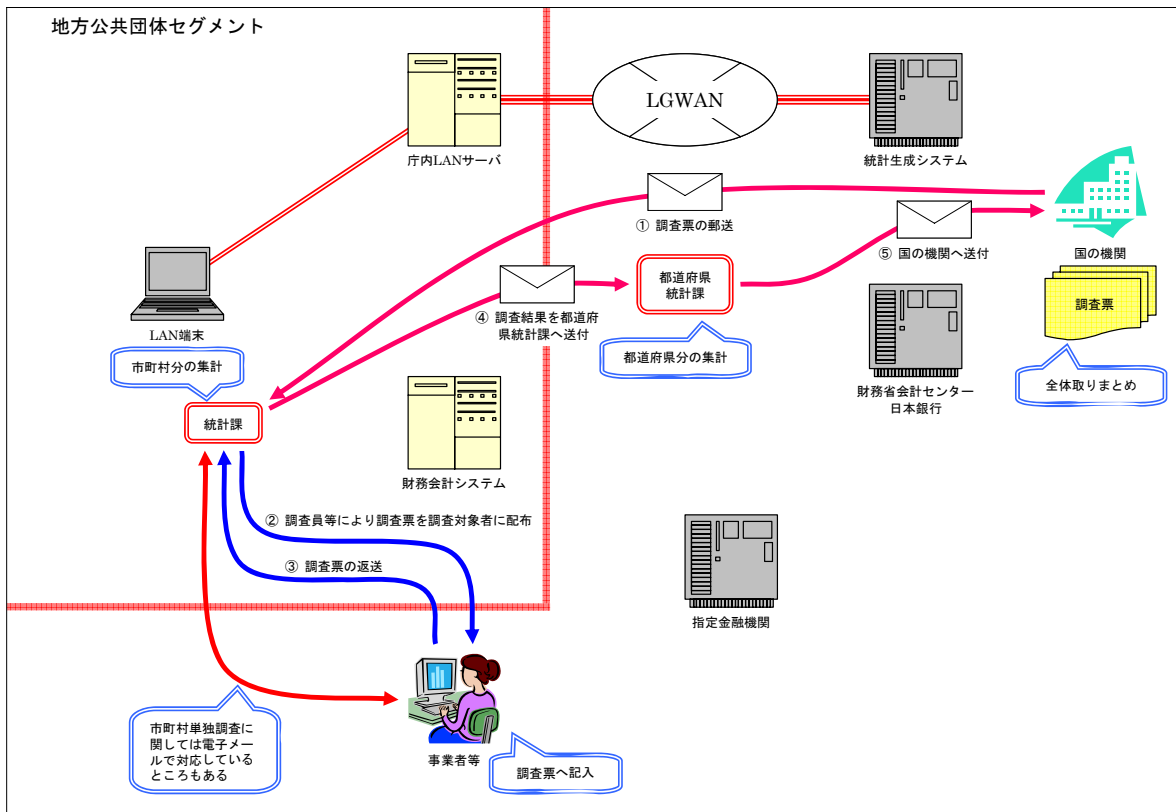 地方公共団体セグメント
LGWAN
庁内LANサーバ
統計生成システム
① 調査票の郵送
⑤ 国の機関へ送付
国の機関
LAN端末
④ 調査結果を都道府
県統計課へ送付
都道府県
統計課
調査票
市町村分の集計
都道府県分の集計
財務省会計センター
日本銀行
全体取りまとめ
統計課
財務会計システム
② 調査員等により調査票を調査対象者に配布
③ 調査票の返送
指定金融機関
市町村単独調査に
関しては電子メー
ルで対応している
ところもある
事業者等
調査票へ記入